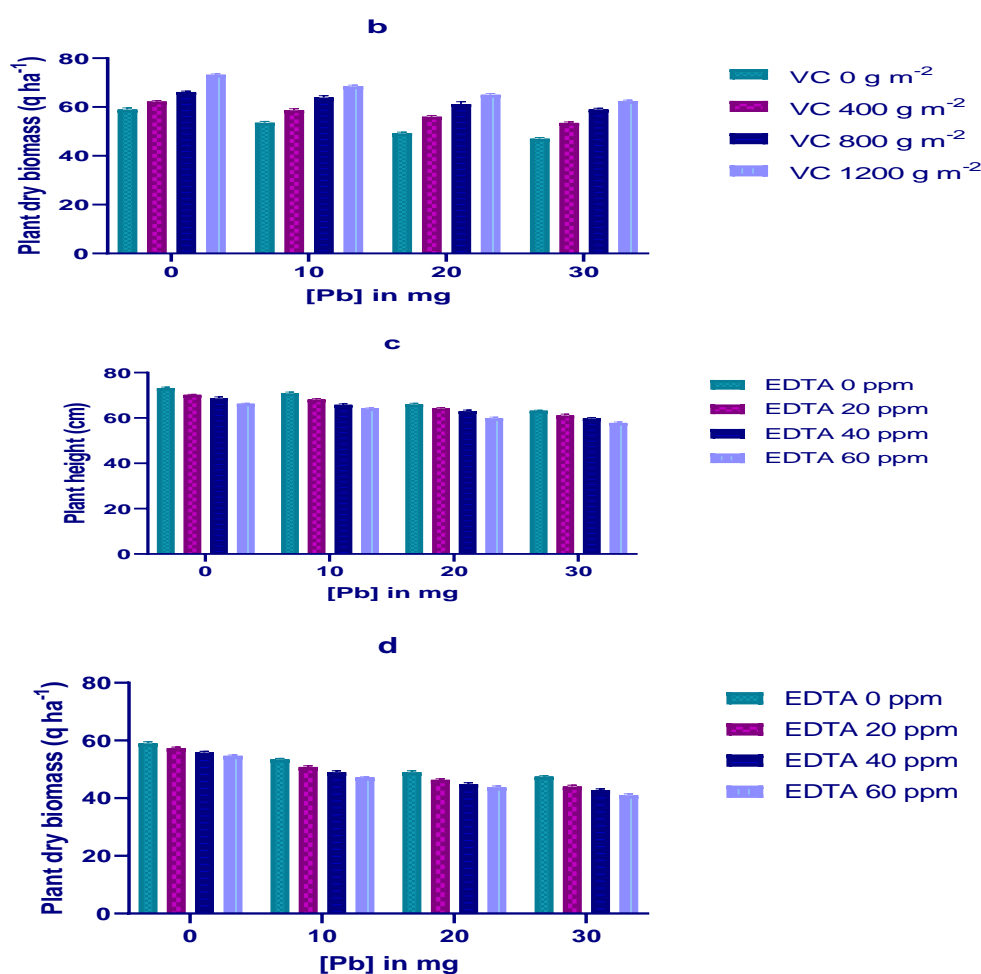 b
Plant dry biomass (q ha⁻¹)
80
60
40
20
0
0 10 20 30
[Pb] in mg
VC 0 g m⁻²
VC 400 g m⁻²
VC 800 g m⁻²
VC 1200 g m⁻²
c
Plant height (cm)
80
60
40
20
0
0 10 20 30
[Pb] in mg
EDTA 0 ppm
EDTA 20 ppm
EDTA 40 ppm
EDTA 60 ppm
d
Plant dry biomass (q ha⁻¹)
80
60
40
20
0
0 10 20 30
[Pb] in mg
EDTA 0 ppm
EDTA 20 ppm
EDTA 40 ppm
EDTA 60 ppm